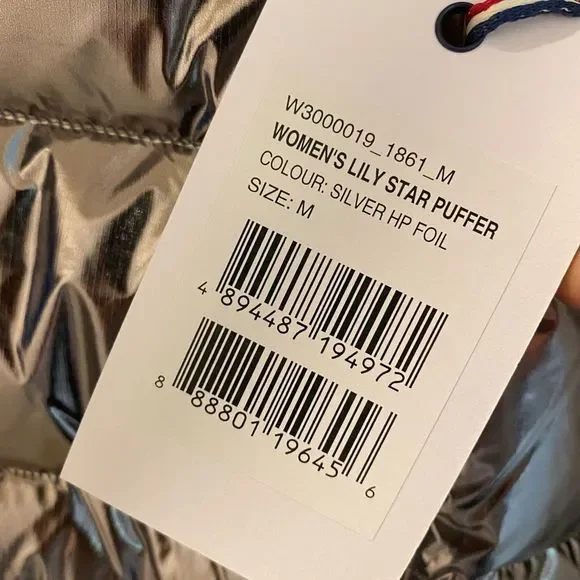 W3000019_1861_M
WOMEN'S LILY STAR PUFFER
COLOUR: SILVER HP FOIL
SIZE: M
4 894487 194972
8 88801 19645 6